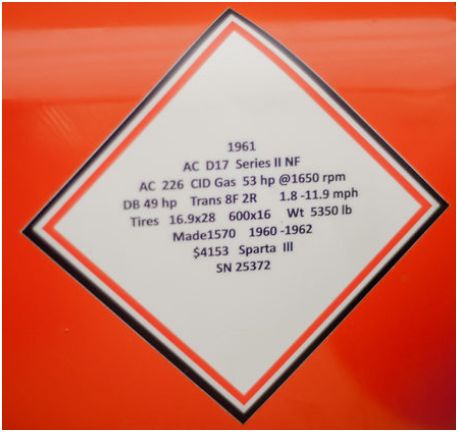 1961
AC D17 Series II NF
AC 226 CID Gas 53 hp @1650 rpm
DB 49 hp Trans 8F 2R 1.8 -11.9 mph
Tires 16.9x28 600x16 Wt 5350 lb
Made1570 1960 -1962
$4153 Sparta III
SN 25372